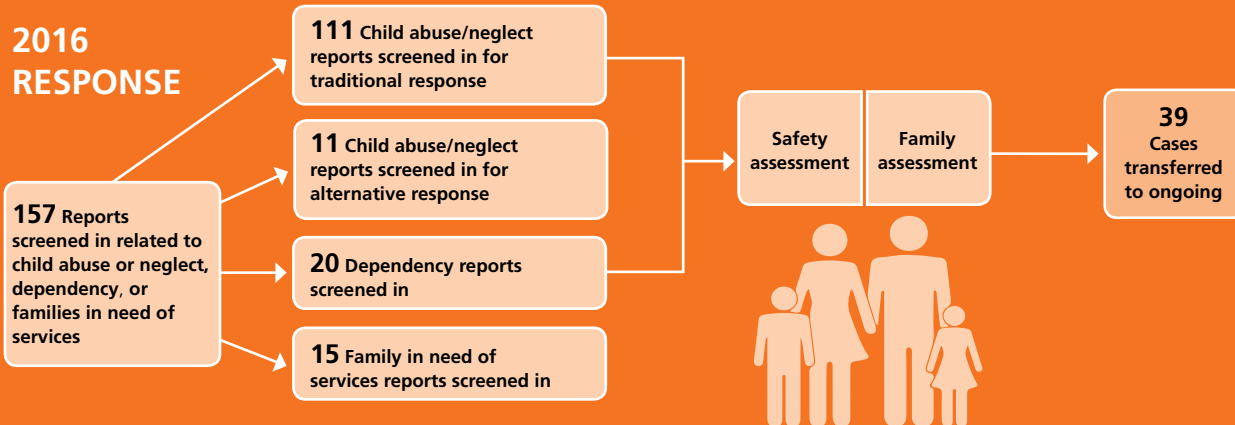 2016
RESPONSE
157 Reports
screened in related to
child abuse or neglect,
dependency, or
families in need of
services
111 Child abuse/neglect
reports screened in for
traditional response
11 Child abuse/neglect
reports screened in for
alternative response
20 Dependency reports
screened in
15 Family in need of
services reports screened in
Safety
assessment
Family
assessment
39
Cases
transferred
to ongoing